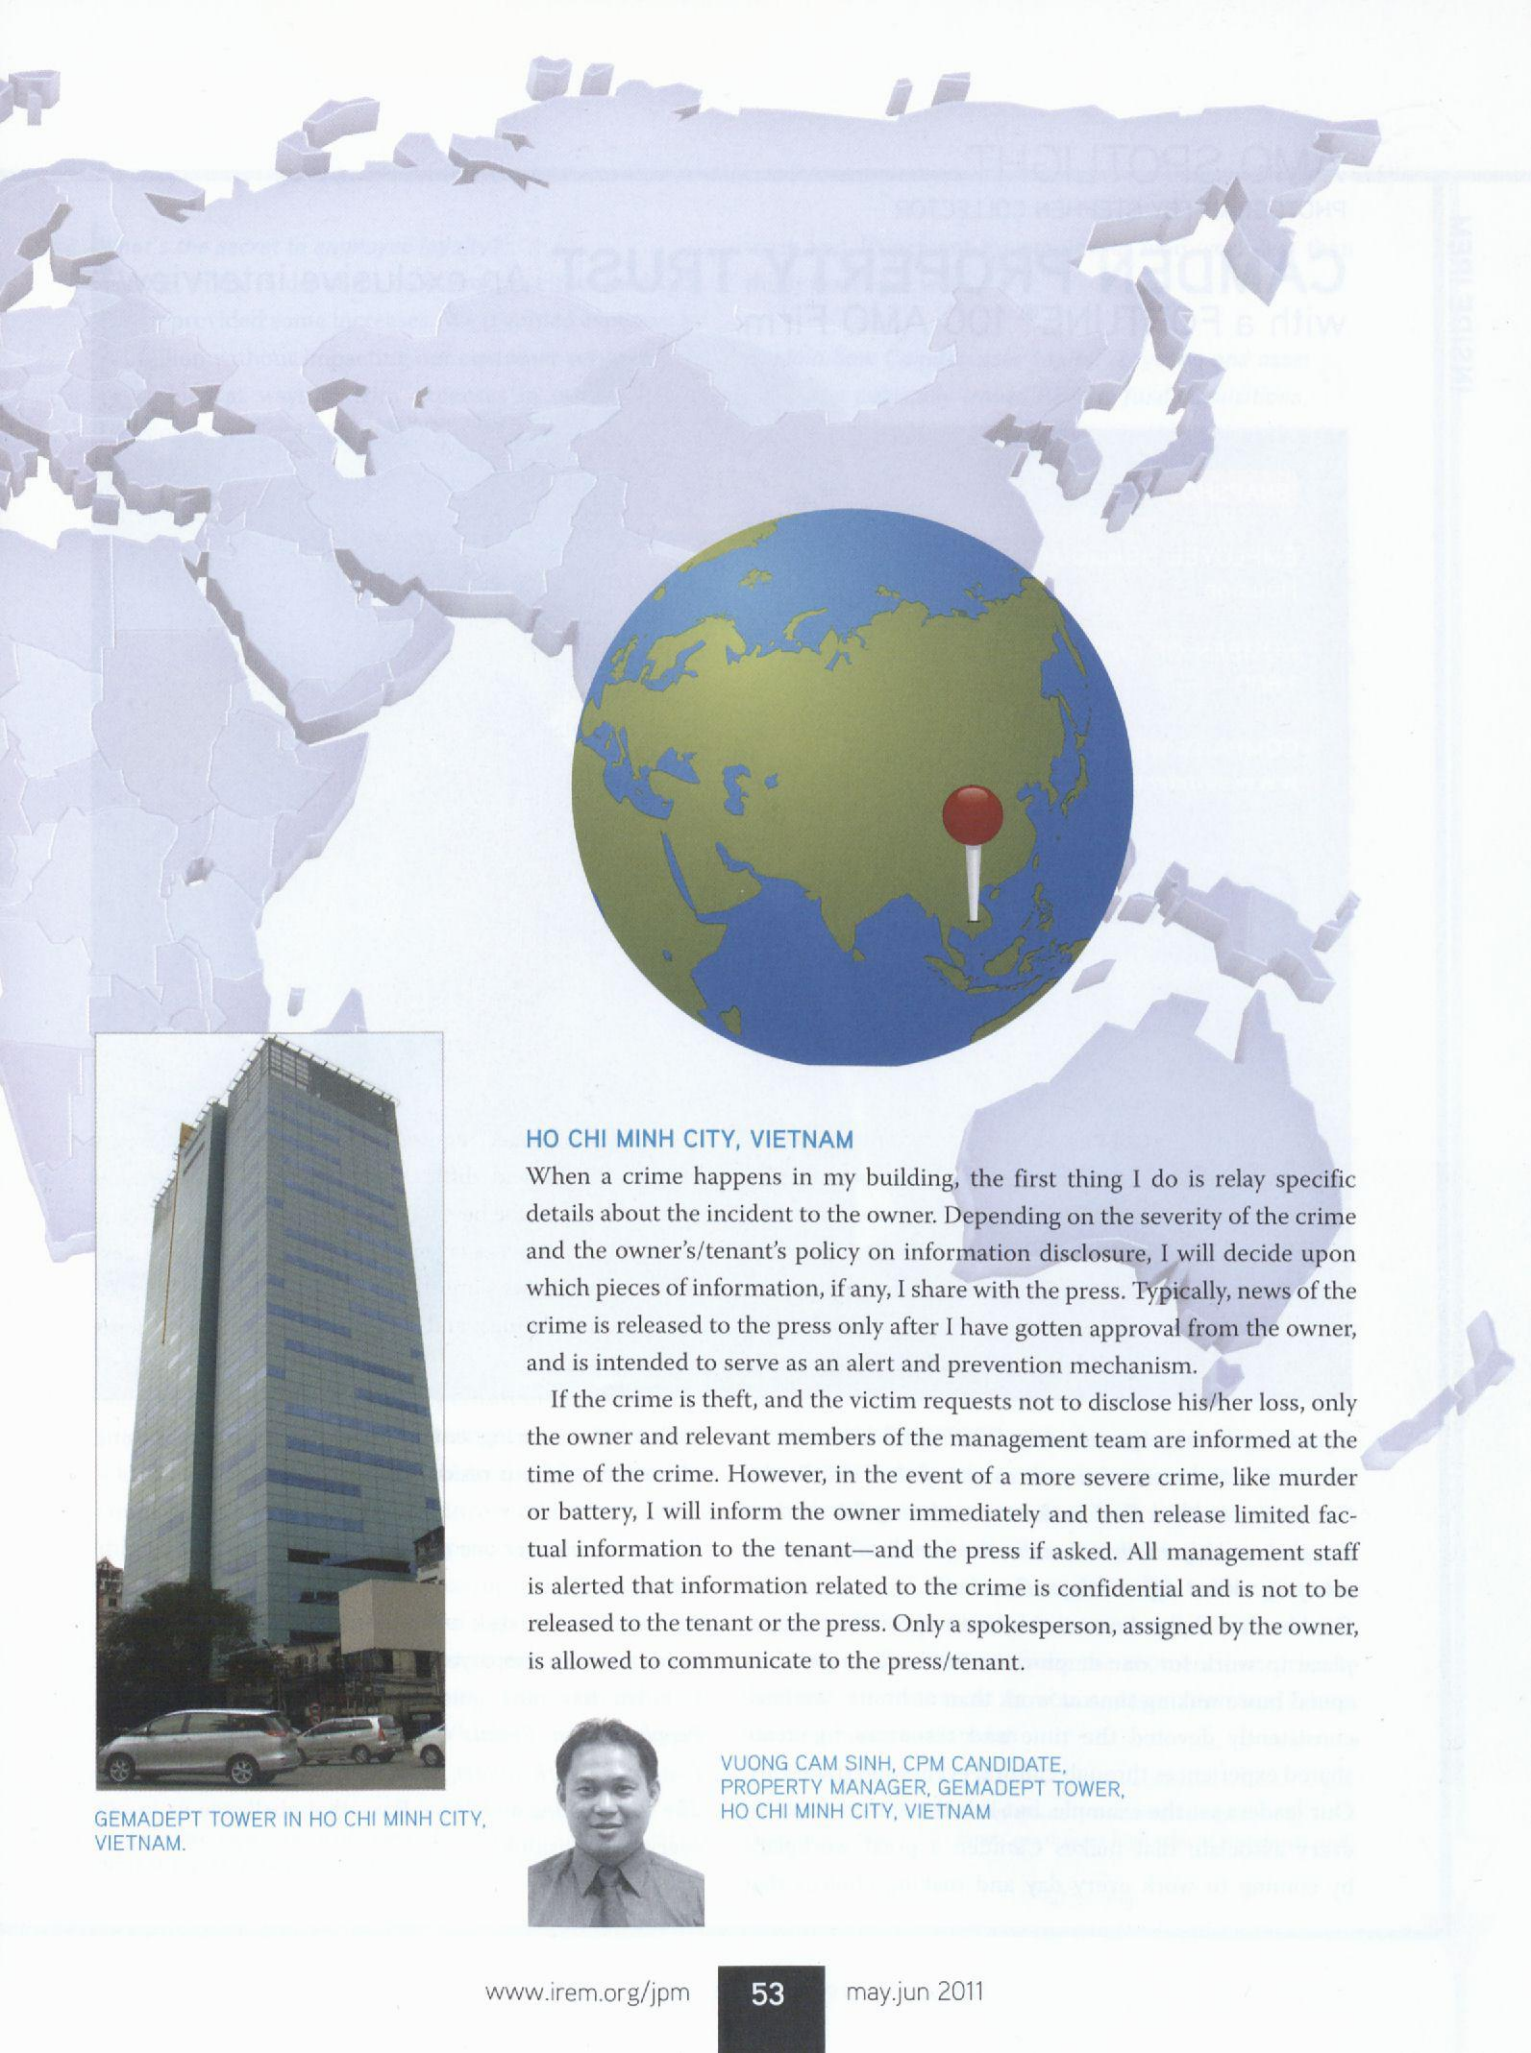 HO CHI MINH CITY, VIETNAM
When a crime happens in my building, the first thing I do is relay specific
details about the incident to the owner. Depending on the severity of the crime
and the owner's/tenant's policy on information disclosure, I will decide upon
which pieces of information, if any, I share with the press. Typically, news of the
crime is released to the press only after I have gotten approval from the owner,
and is intended to serve as an alert and prevention mechanism.
If the crime is theft, and the victim requests not to disclose his/her loss, only
the owner and relevant members of the management team are informed at the
time of the crime. However, in the event of a more severe crime, like murder
or battery, I will inform the owner immediately and then release limited fac-
tual information to the tenant—and the press if asked. All management staff
is alerted that information related to the crime is confidential and is not to be
released to the tenant or the press. Only a spokesperson, assigned by the owner,
is allowed to communicate to the press/tenant.
VUONG CAM SINH, CPM CANDIDATE,
PROPERTY MANAGER, GEMADEPT TOWER,
HO CHI MINH CITY, VIETNAM
GEMADEPT TOWER IN HO CHI MINH CITY,
VIETNAM.
www.irem.org/jpm
53
may.jun 2011